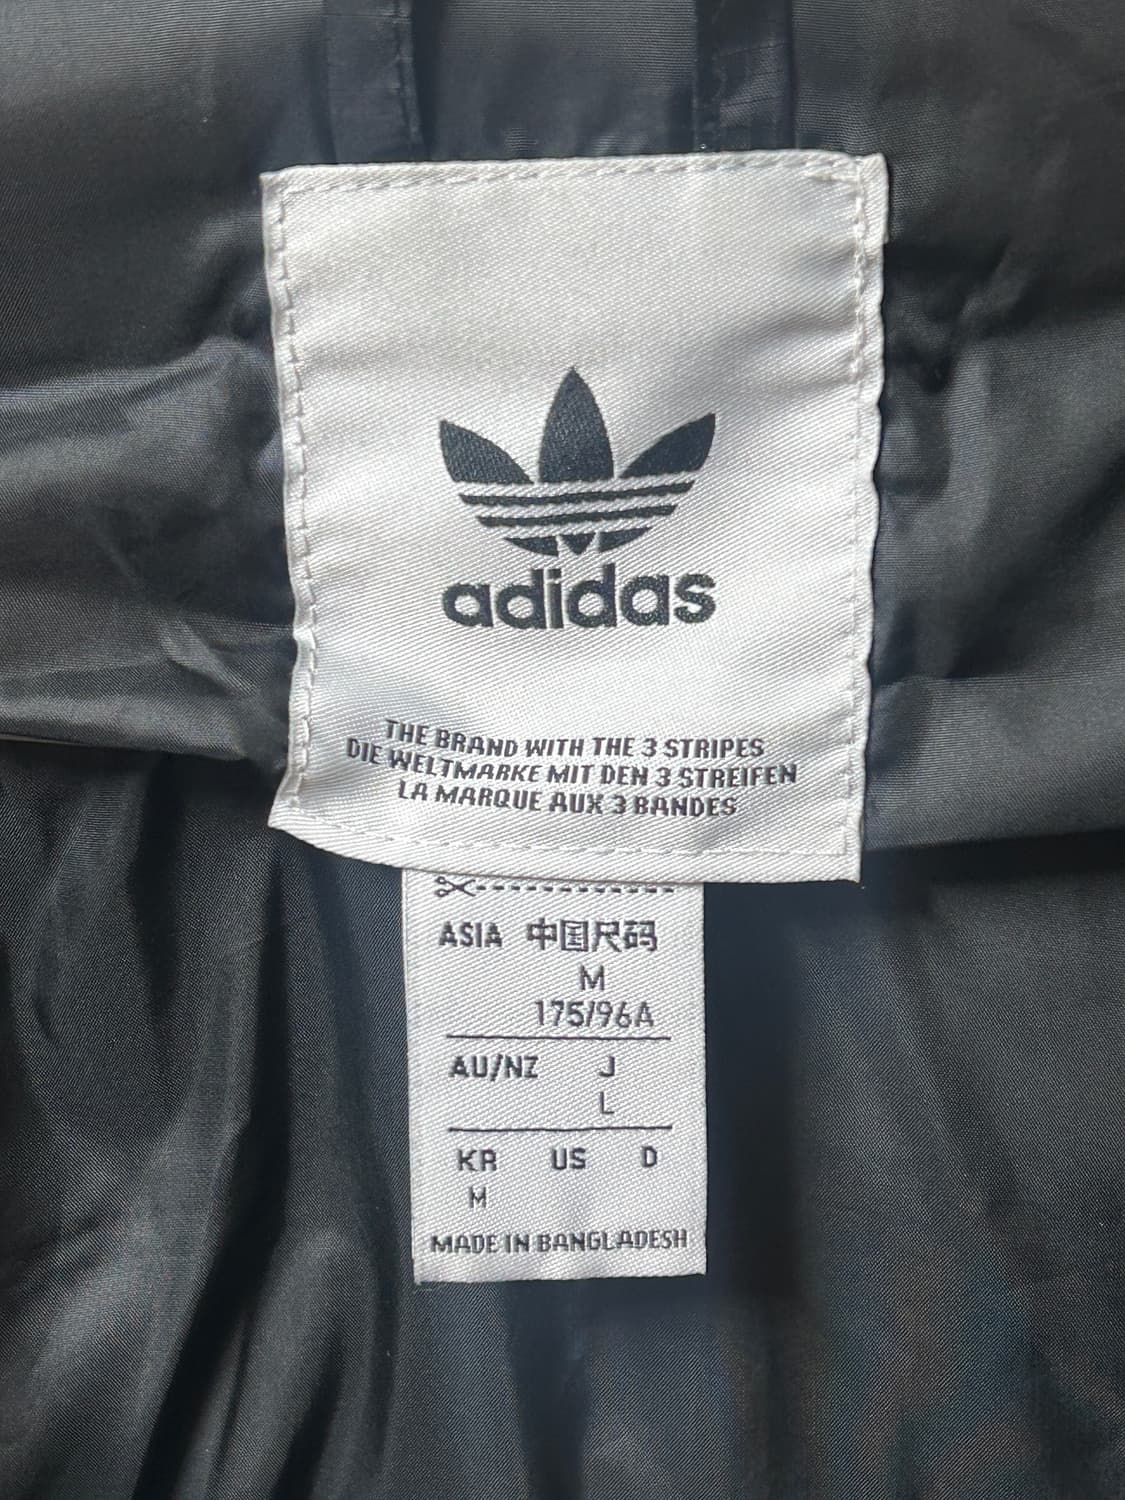 adidas
THE BRAND WITH THE 3 STRIPES
DIE WELTMARKE MIT DEN 3 STREIFEN
LA MARQUE AUX 3 BANDES
ASIA 中国尺码
M
175/96A
AU/NZ J
L
KR US D
M
MADE IN BANGLADESH